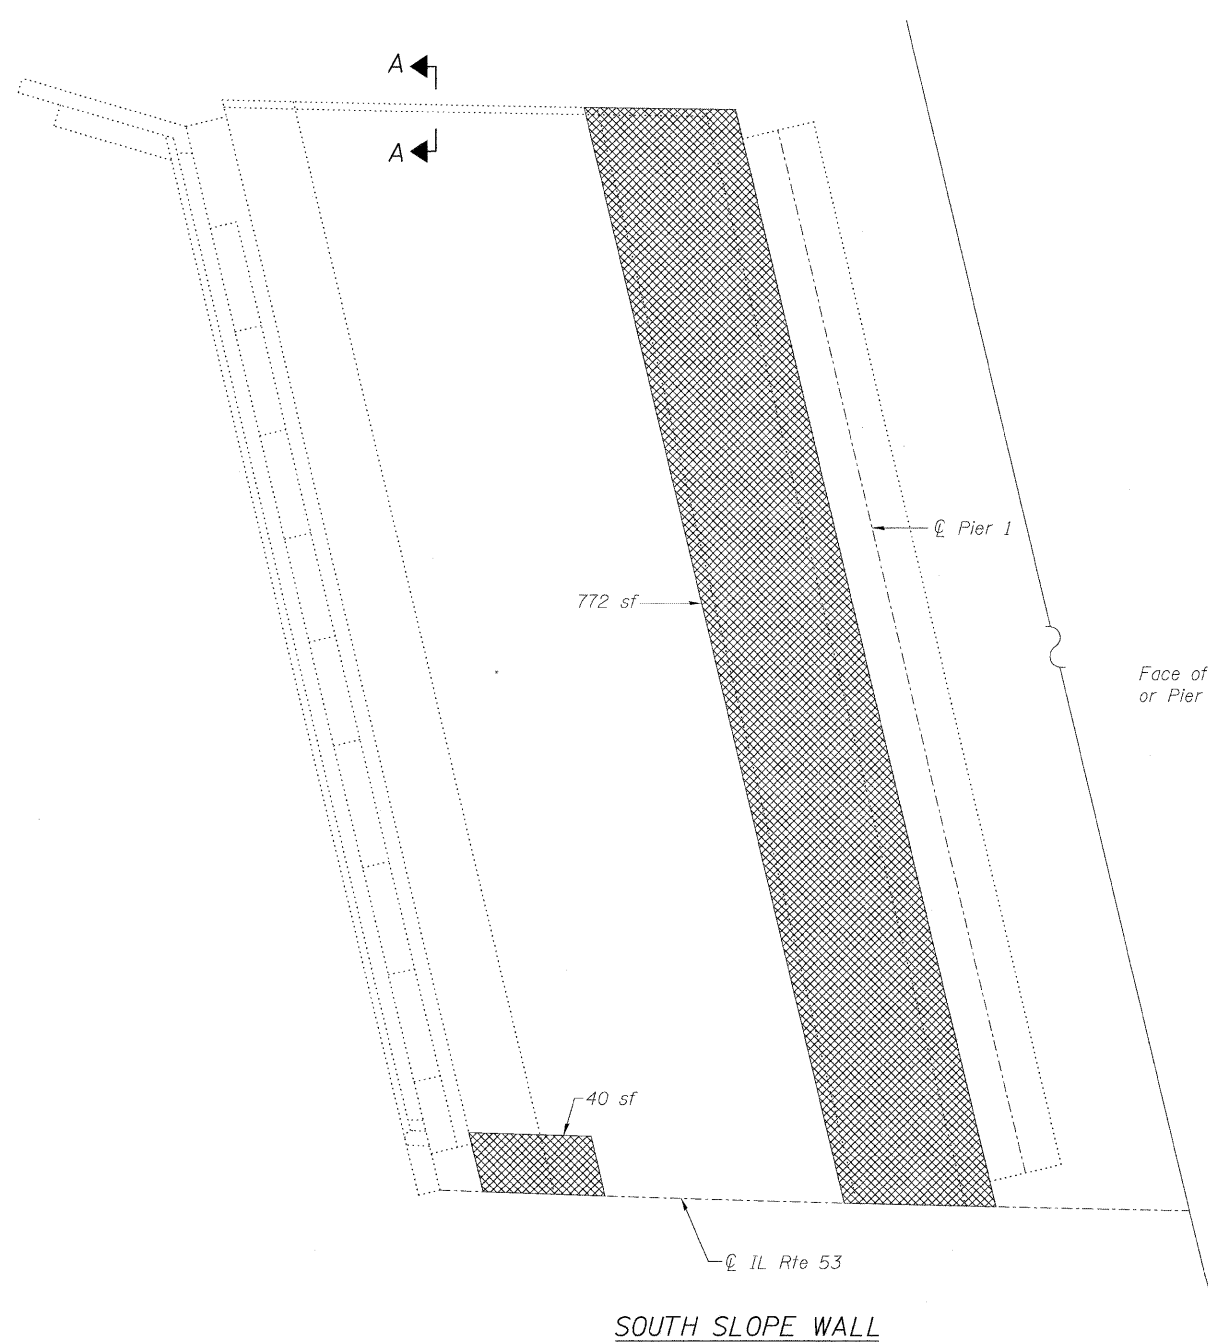 A
A
℄ Pier 1
772 sf
Face of
or Pier
40 sf
℄ IL Rte 53
SOUTH SLOPE WALL